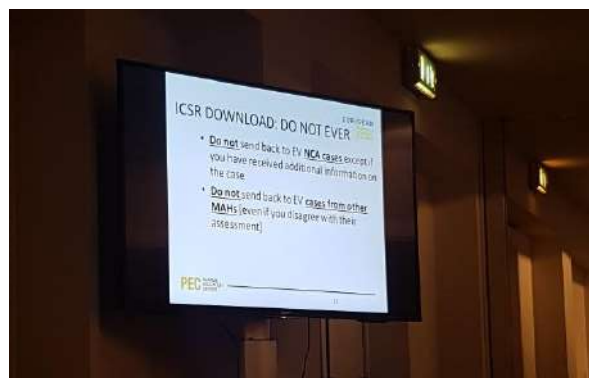 ICSR DOWNLOAD: DO NOT EVER
• Do not send back to EV NCA cases except if
you have received additional information on
the case
• Do not send back to EV cases from other
MAHs [even if you disagree with their
assessment]
PEC